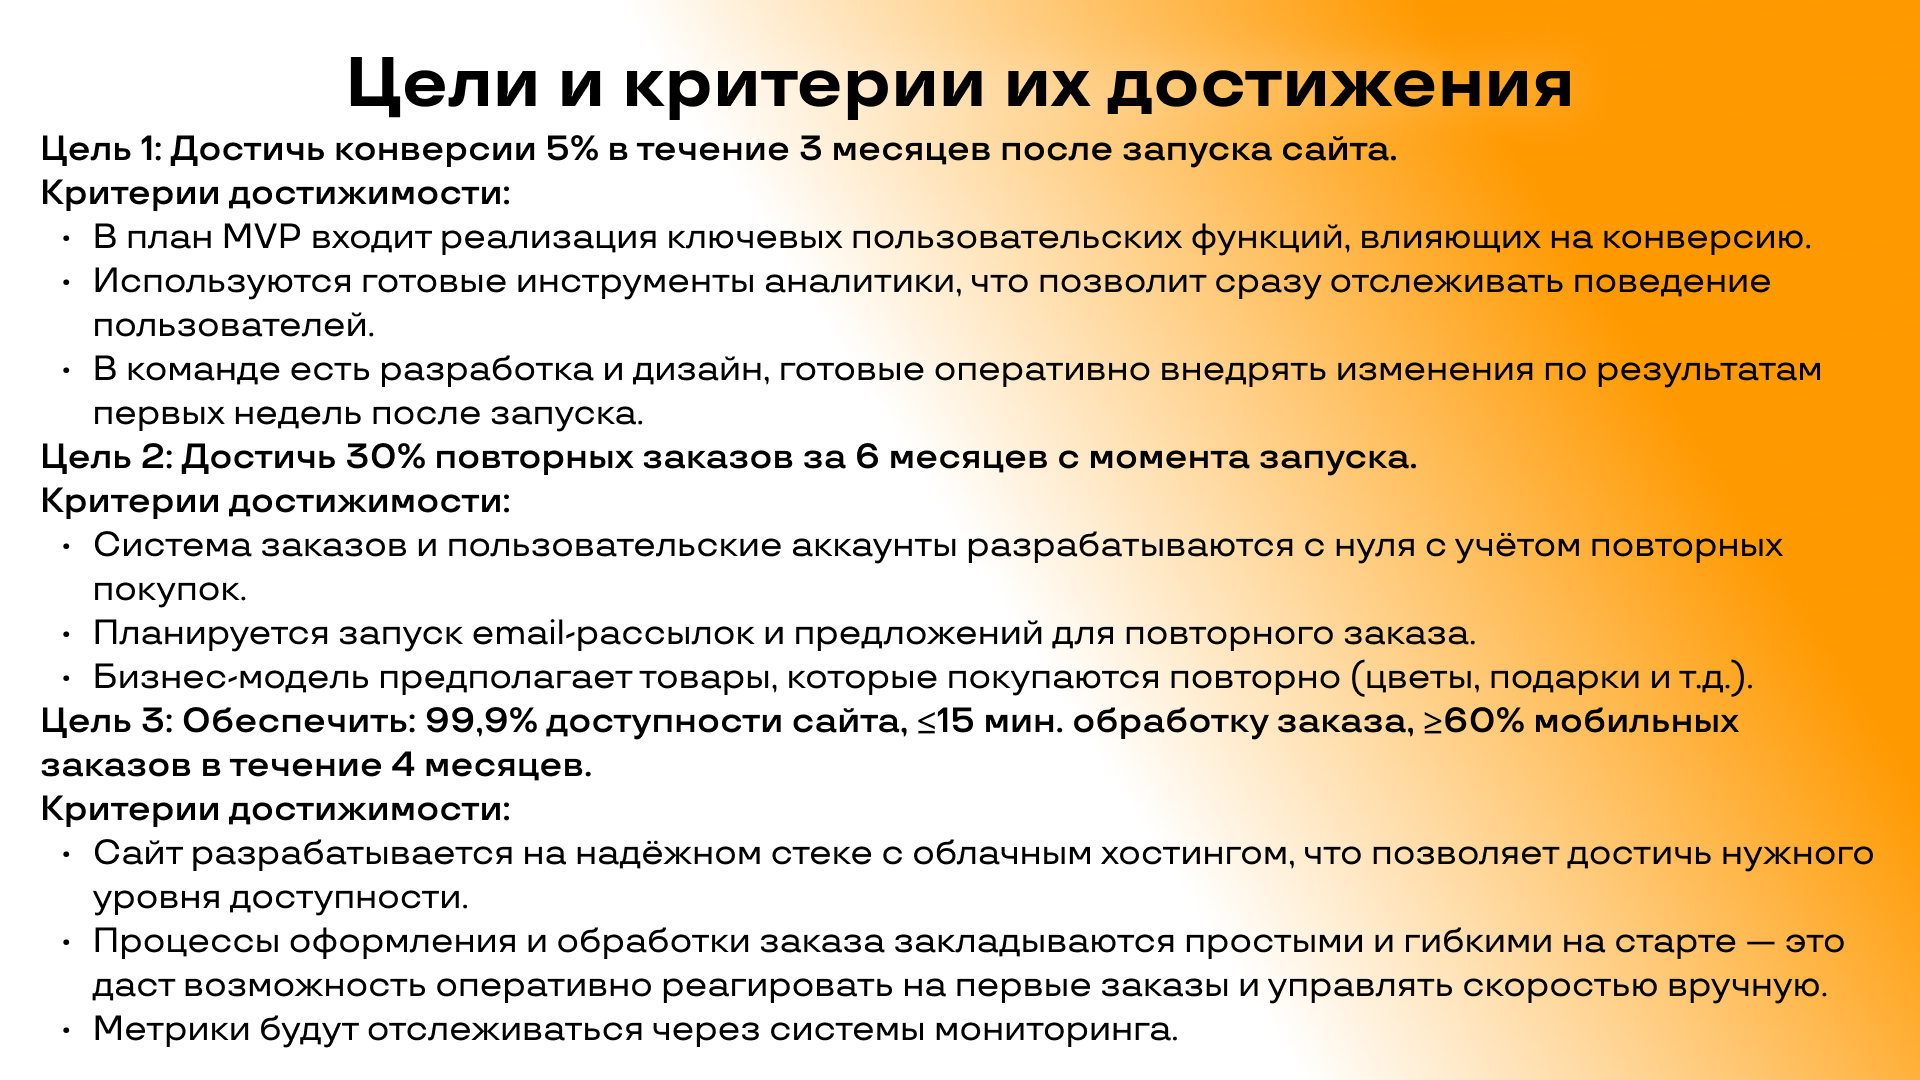 Цели и критерии их достижения
Цель 1: Достичь конверсии 5% в течение 3 месяцев после запуска сайта.
Критерии достижимости:
• В план MVP входит реализация ключевых пользовательских функций, влияющих на конверсию.
• Используются готовые инструменты аналитики, что позволит сразу отслеживать поведение
пользователей.
• В команде есть разработка и дизайн, готовые оперативно внедрять изменения по результатам
первых недель после запуска.
Цель 2: Достичь 30% повторных заказов за 6 месяцев с момента запуска.
Критерии достижимости:
• Система заказов и пользовательские аккаунты разрабатываются с нуля с учётом повторных
покупок.
• Планируется запуск email-рассылок и предложений для повторного заказа.
• Бизнес-модель предполагает товары, которые покупаются повторно (цветы, подарки и т.д.).
Цель 3: Обеспечить: 99,9% доступности сайта, ≤15 мин. обработку заказа, ≥60% мобильных
заказов в течение 4 месяцев.
Критерии достижимости:
• Сайт разрабатывается на надёжном стеке с облачным хостингом, что позволяет достичь нужного
уровня доступности.
• Процессы оформления и обработки заказа закладываются простыми и гибкими на старте — это
даст возможность оперативно реагировать на первые заказы и управлять скоростью вручную.
• Метрики будут отслеживаться через системы мониторинга.